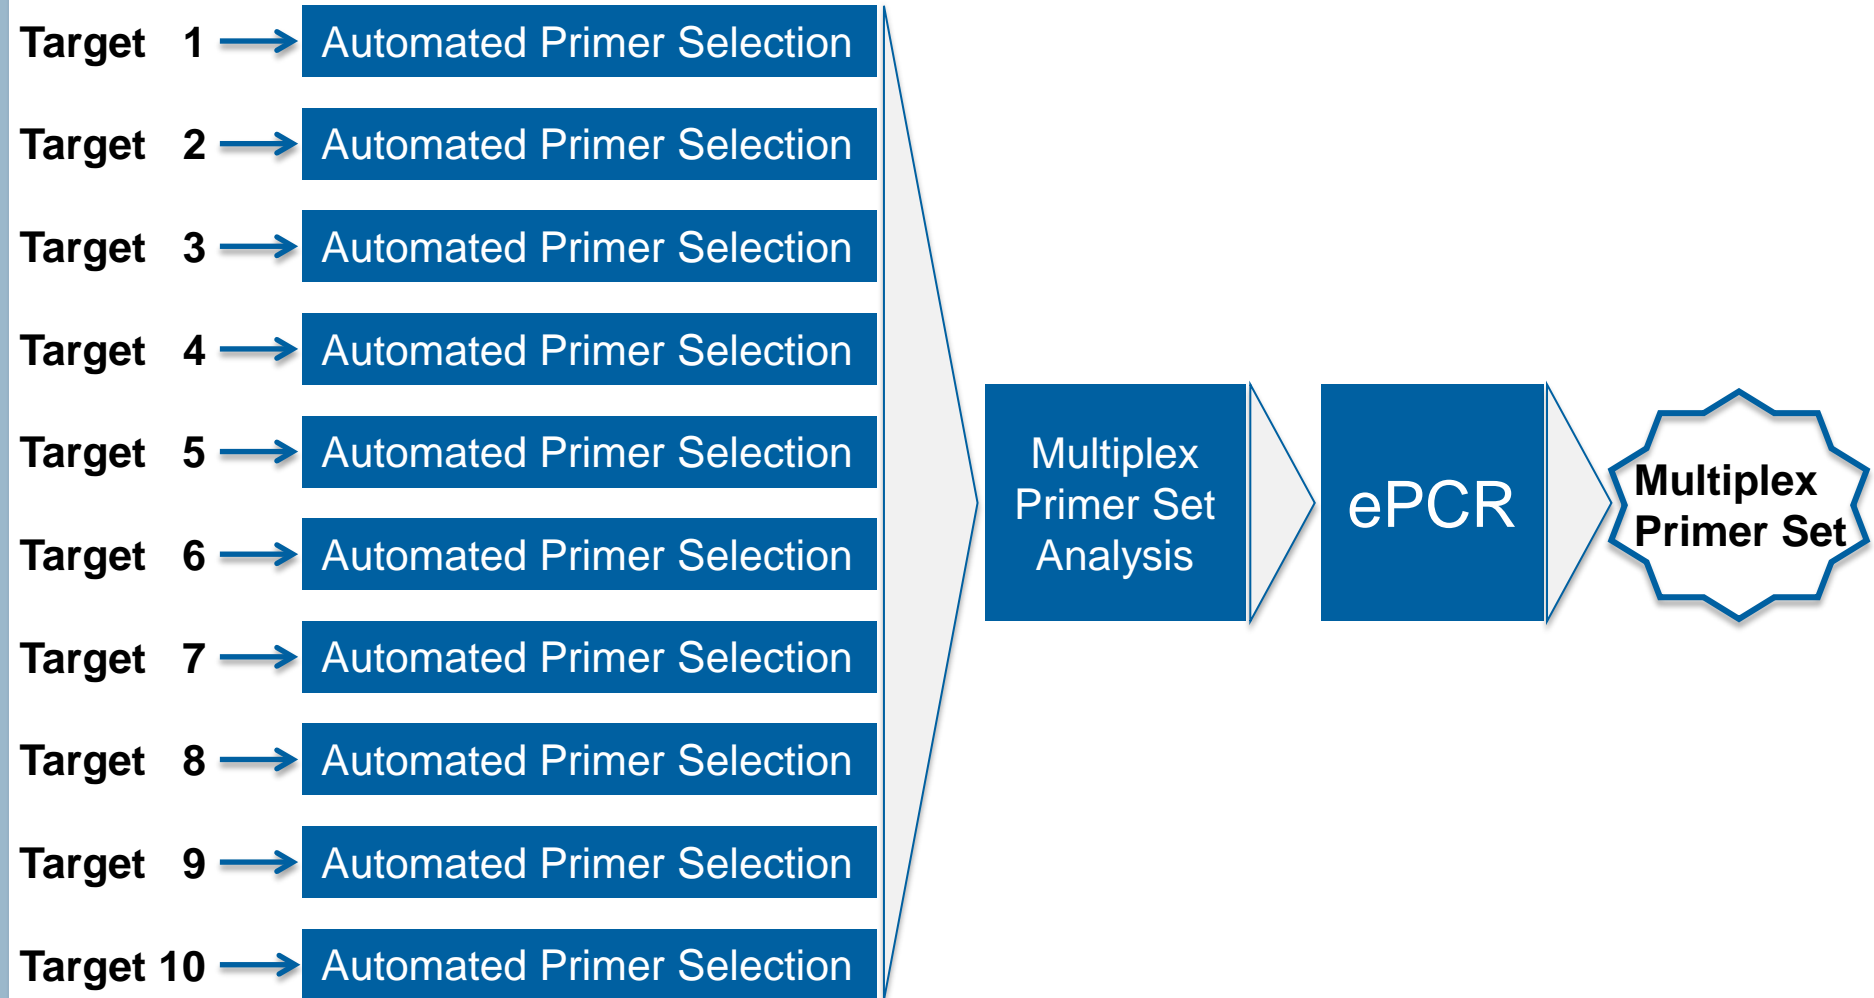 Target 1 Automated Primer Selection
Target 2 Automated Primer Selection
Target 3 Automated Primer Selection
Target 4 Automated Primer Selection
Target 5 Automated Primer Selection
Target 6 Automated Primer Selection
Target 7 Automated Primer Selection
Target 8 Automated Primer Selection
Target 9 Automated Primer Selection
Target 10 Automated Primer Selection
Multiplex
Primer Set
Analysis
ePCR
Multiplex
Primer Set